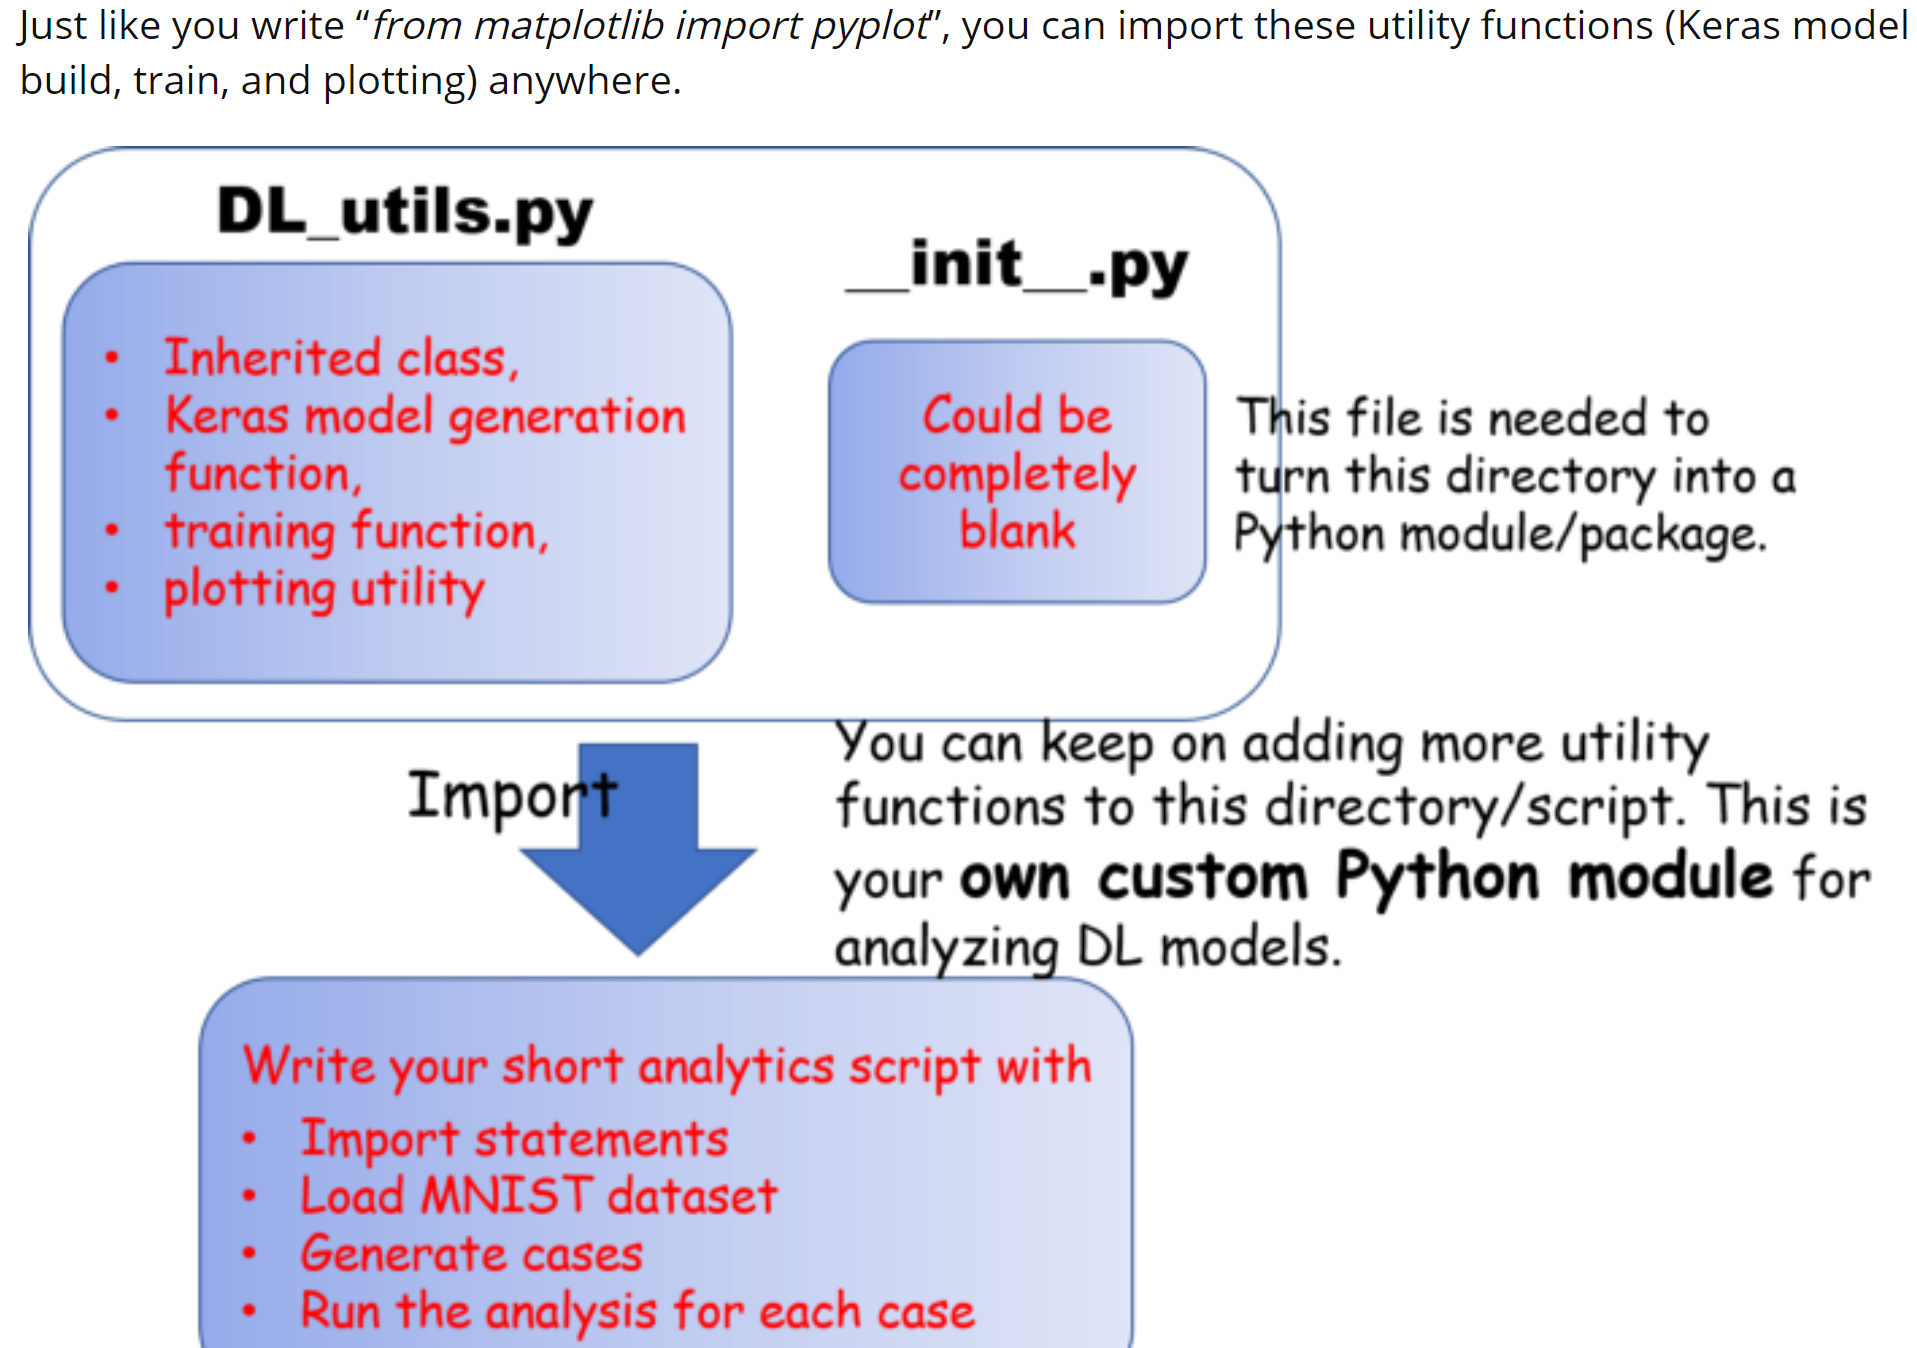 Just like you write “from matplotlib import pyplot”, you can import these utility functions (Keras model
build, train, and plotting) anywhere.
DL_utils.py
• Inherited class,
• Keras model generation
function,
• training function,
• plotting utility
__init__.py
Could be
completely
blank
This file is needed to
turn this directory into a
Python module/package.
Import
You can keep on adding more utility
functions to this directory/script. This is
your own custom Python module for
analyzing DL models.
Write your short analytics script with
• Import statements
• Load MNIST dataset
• Generate cases
• Run the analysis for each case